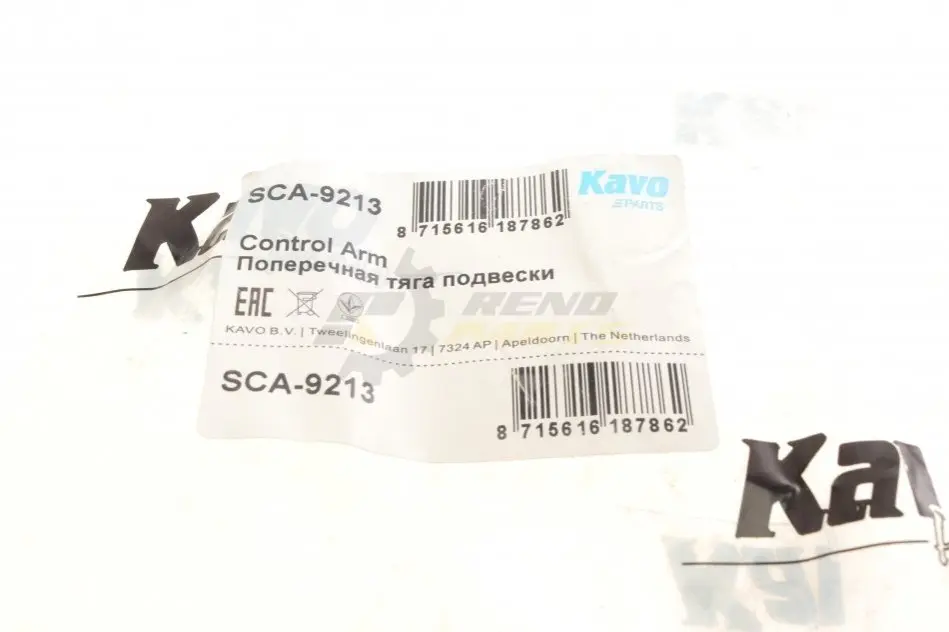 SCA-9213
8 715616 187862
Kavo
PARTS
Control Arm
Поперечная тяга подвески
EAC
RENO
KAVO B.V. | Tweelingenlaan 17 | 7324 AP | Apeldoorn | The Netherlands
SCA-9213
8 715616 187862
Kav